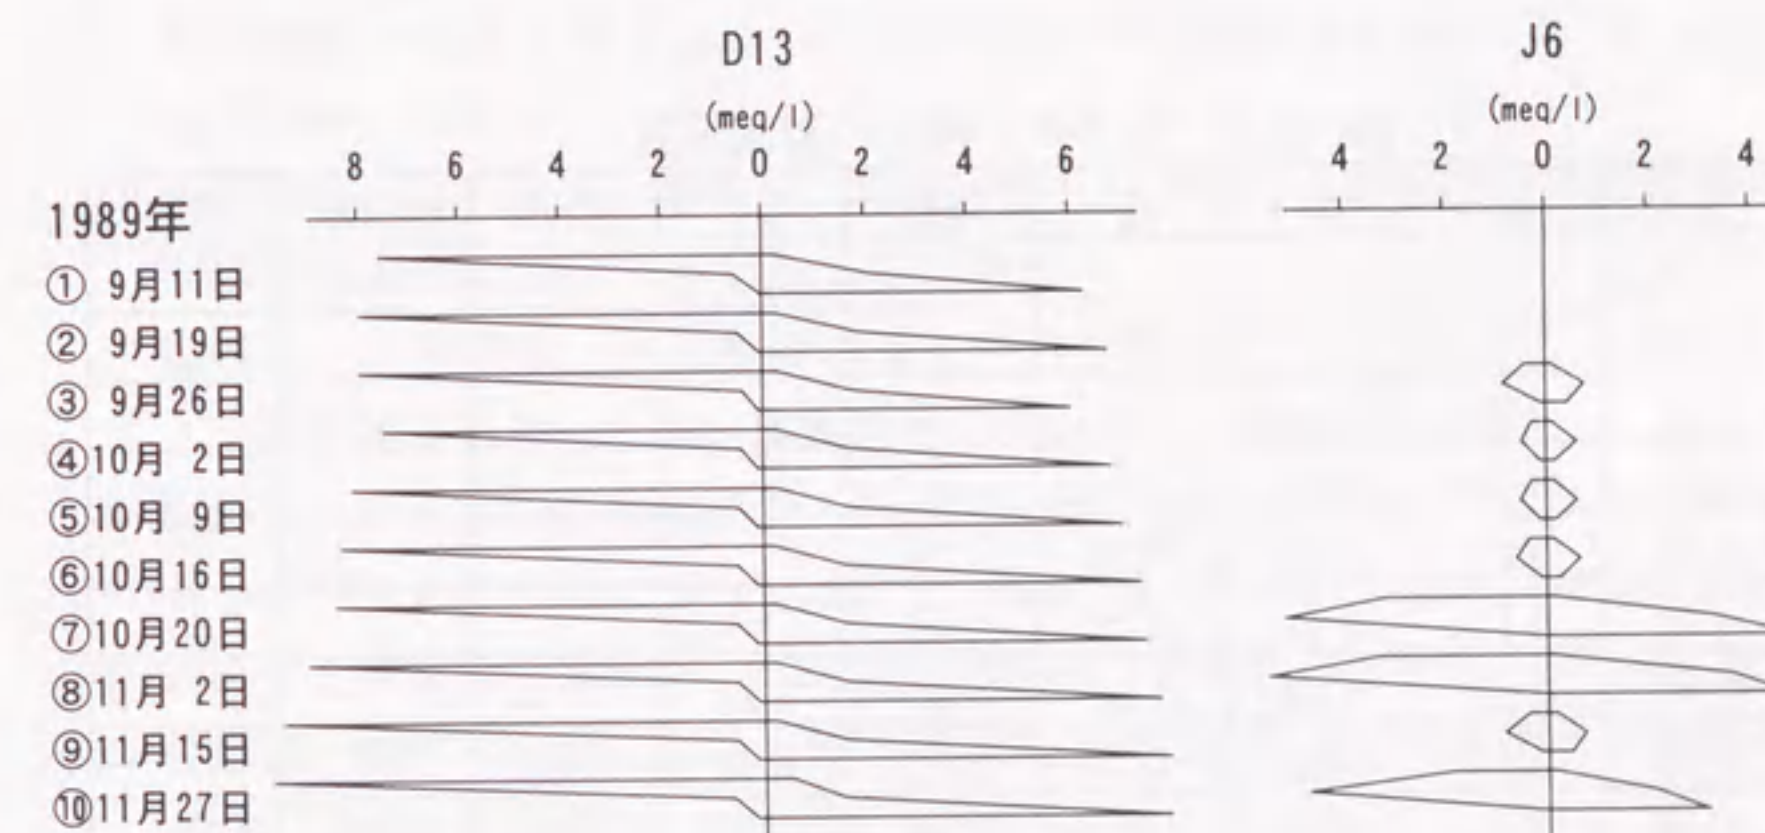 D13 J6
(meq/l) (meq/l)
8 6 4 2 0 2 4 6 4 2 0 2 4
1989年
① 9月11日
② 9月19日
③ 9月26日
④10月 2日
⑤10月 9日
⑥10月16日
⑦10月20日
⑧11月 2日
⑨11月15日
⑩11月27日